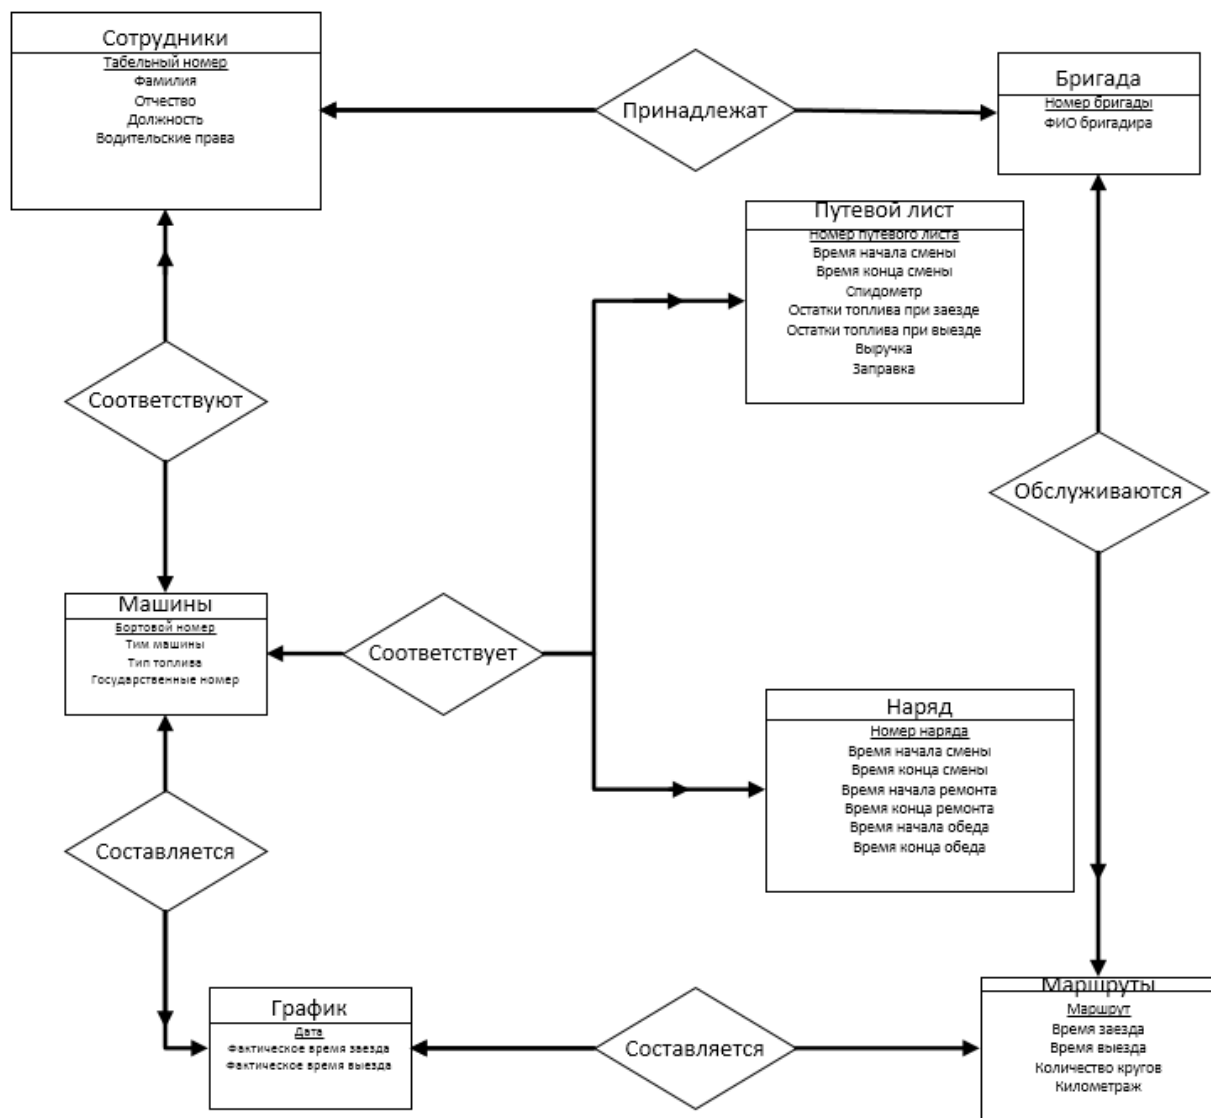 Сотрудники
Табельный номер
Фамилия
Отчество
Должность
Водительские права
Принадлежат
Бригада
Номер бригады
ФИО бригадира
Путевой лист
Номер путевого листа
Время начала смены
Время конца смены
Спидометр
Остатки топлива при заезде
Остатки топлива при выезде
Выручка
Заправка
Соответствуют
Обслуживаются
Машины
Бортовой номер
Тим машины
Тип топлива
Государственные номер
Соответствует
Наряд
Номер наряда
Время начала смены
Время конца смены
Время начала ремонта
Время конца ремонта
Время начала обеда
Время конца обеда
Составляется
График
Дата
Фактическое время заезда
Фактическое время выезда
Составляется
Маршруты
Маршрут
Время заезда
Время выезда
Количество кругов
Километраж